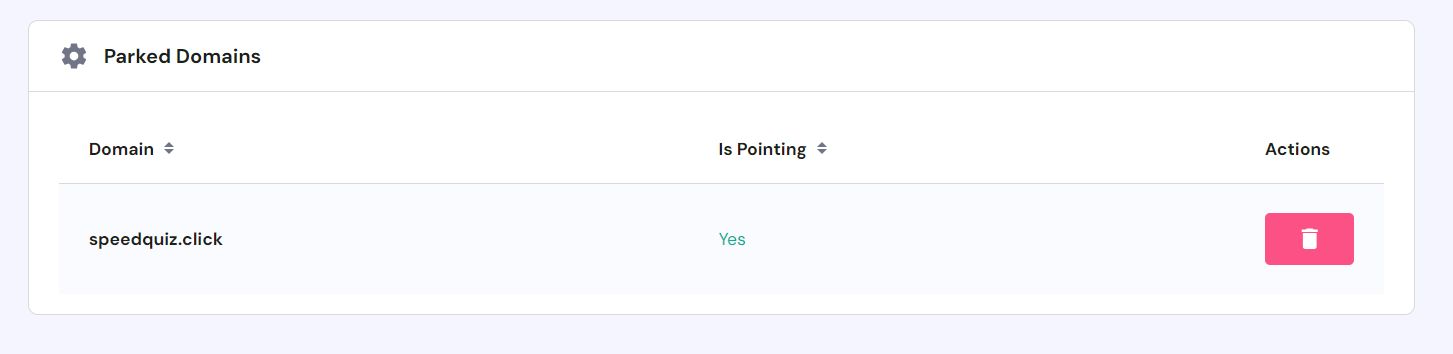 Parked Domains
Domain Is Pointing Actions
speedquiz.click Yes